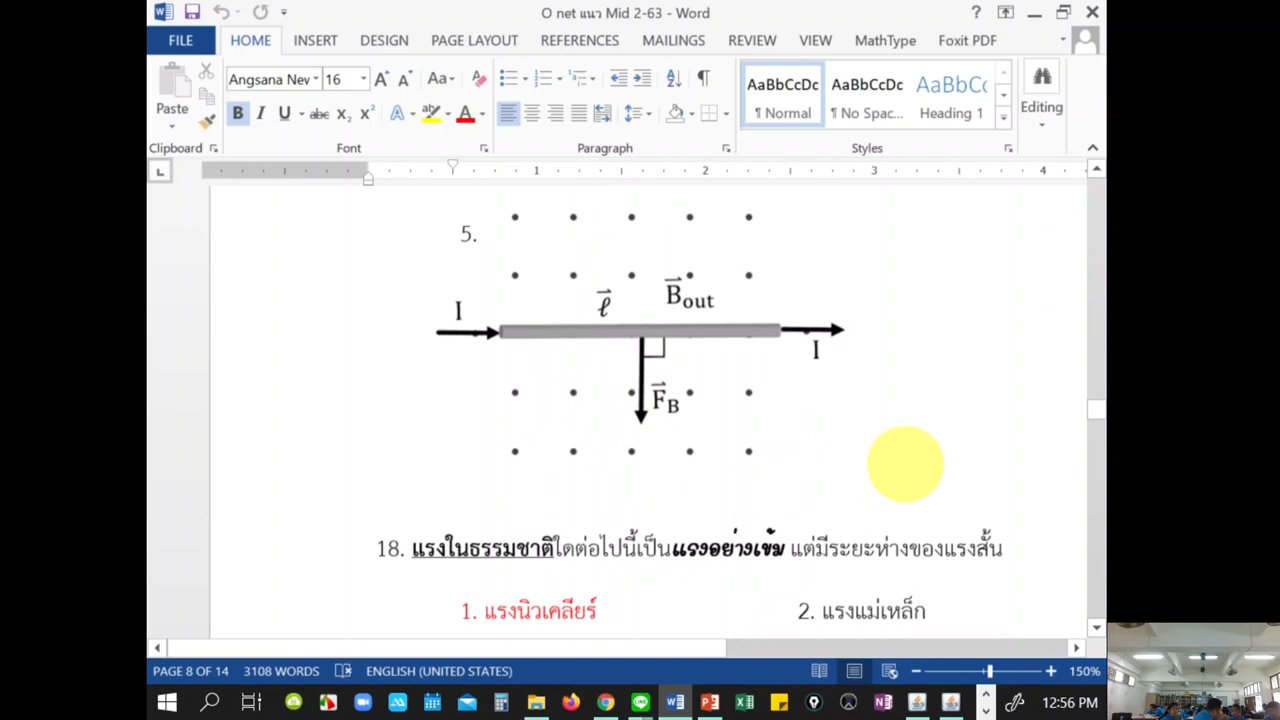 O net แนว Mid 2-63 - Word
FILE HOME INSERT DESIGN PAGE LAYOUT REFERENCES MAILINGS REVIEW VIEW MathType Foxit PDF
Paste
Angsana Nev 16
AaBbCcDc AaBbCcDc AaBbCc
¶ Normal ¶ No Spac... Heading 1
Editing
Clipboard Font Paragraph Styles
1 2 3 4
5.
ℓ⃗ B⃗out
I
I
F⃗B
18. แรงในธรรมชาติใดต่อไปนี้เป็นแรงอย่างเข้ม แต่มีระยะห่างของแรงสั้น
1. แรงนิวเคลียร์ 2. แรงแม่เหล็ก
PAGE 8 OF 14 3108 WORDS ENGLISH (UNITED STATES) 150%
12:56 PM